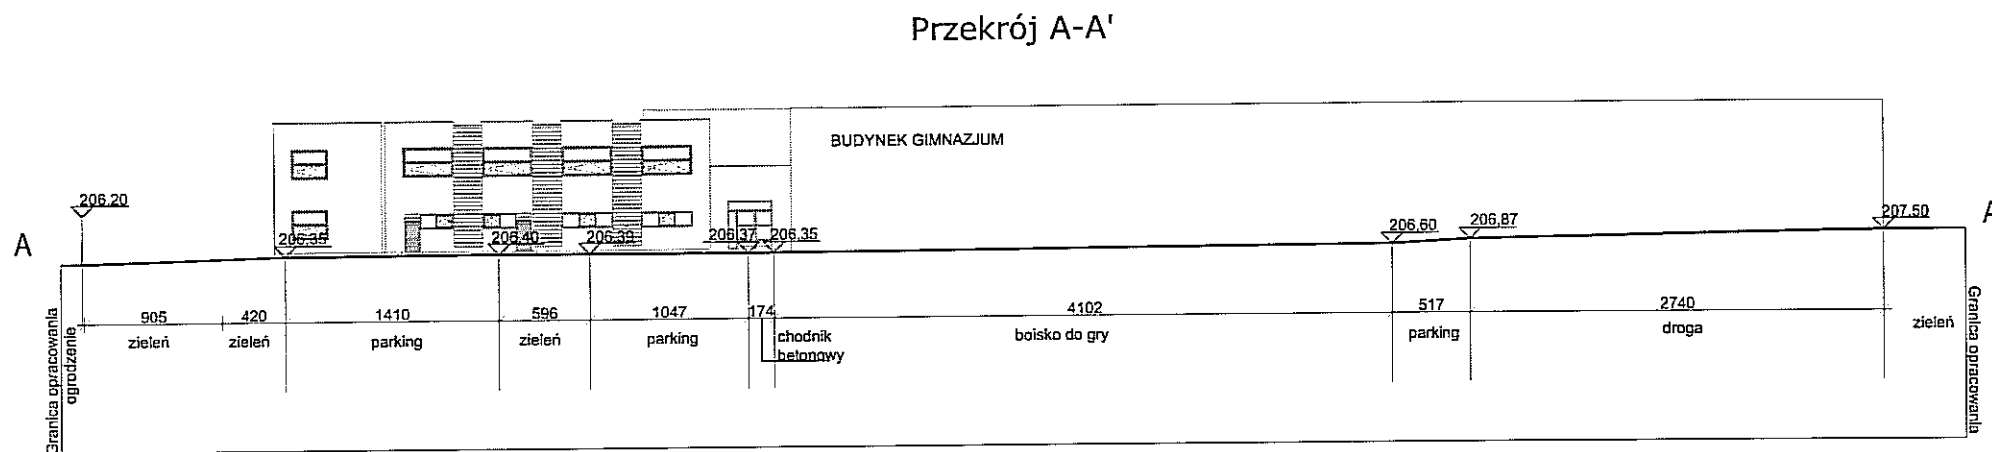 Przekrój A-A'
BUDYNEK GIMNAZJUM
206.20
206.35
206.40
206.39
206.37
206.35
206,60
206,87
207.50
A
A
905
420
1410
596
1047
174
4102
517
2740
zieleń
zieleń
parking
zieleń
parking
chodnik
betonowy
boisko do gry
parking
droga
zieleń
Granica opracowania
ogrodzenie
Granica opracowania